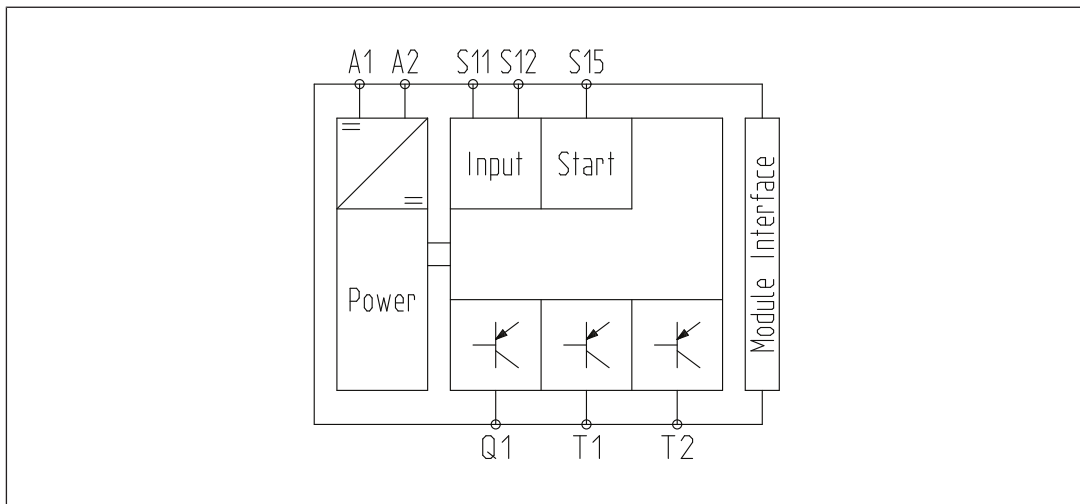 A1 A2 S11 S12 S15
Input Start
Power
Module Interface
Q1 T1 T2